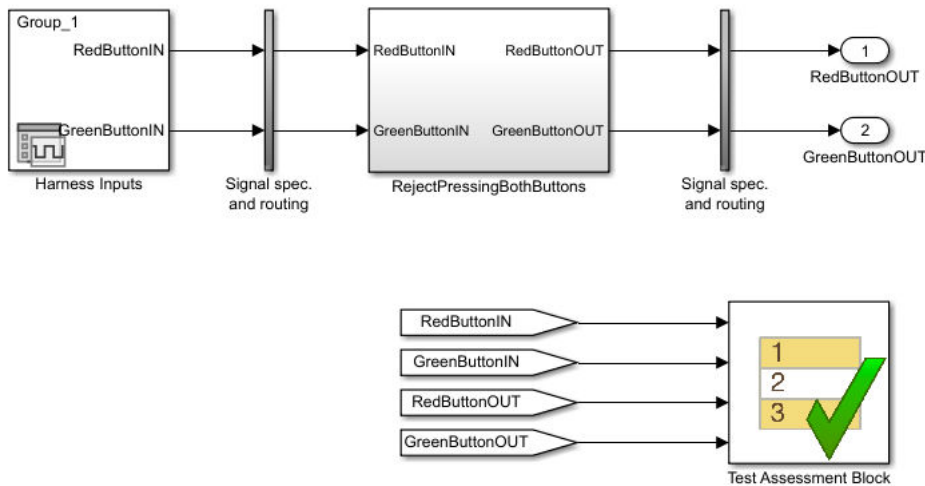 Group_1
RedButtonIN
GreenButtonIN
Harness Inputs
Signal spec.
and routing
RedButtonIN
RedButtonOUT
GreenButtonIN
GreenButtonOUT
RejectPressingBothButtons
Signal spec.
and routing
1
RedButtonOUT
2
GreenButtonOUT
RedButtonIN
GreenButtonIN
RedButtonOUT
GreenButtonOUT
1
2
3
Test Assessment Block